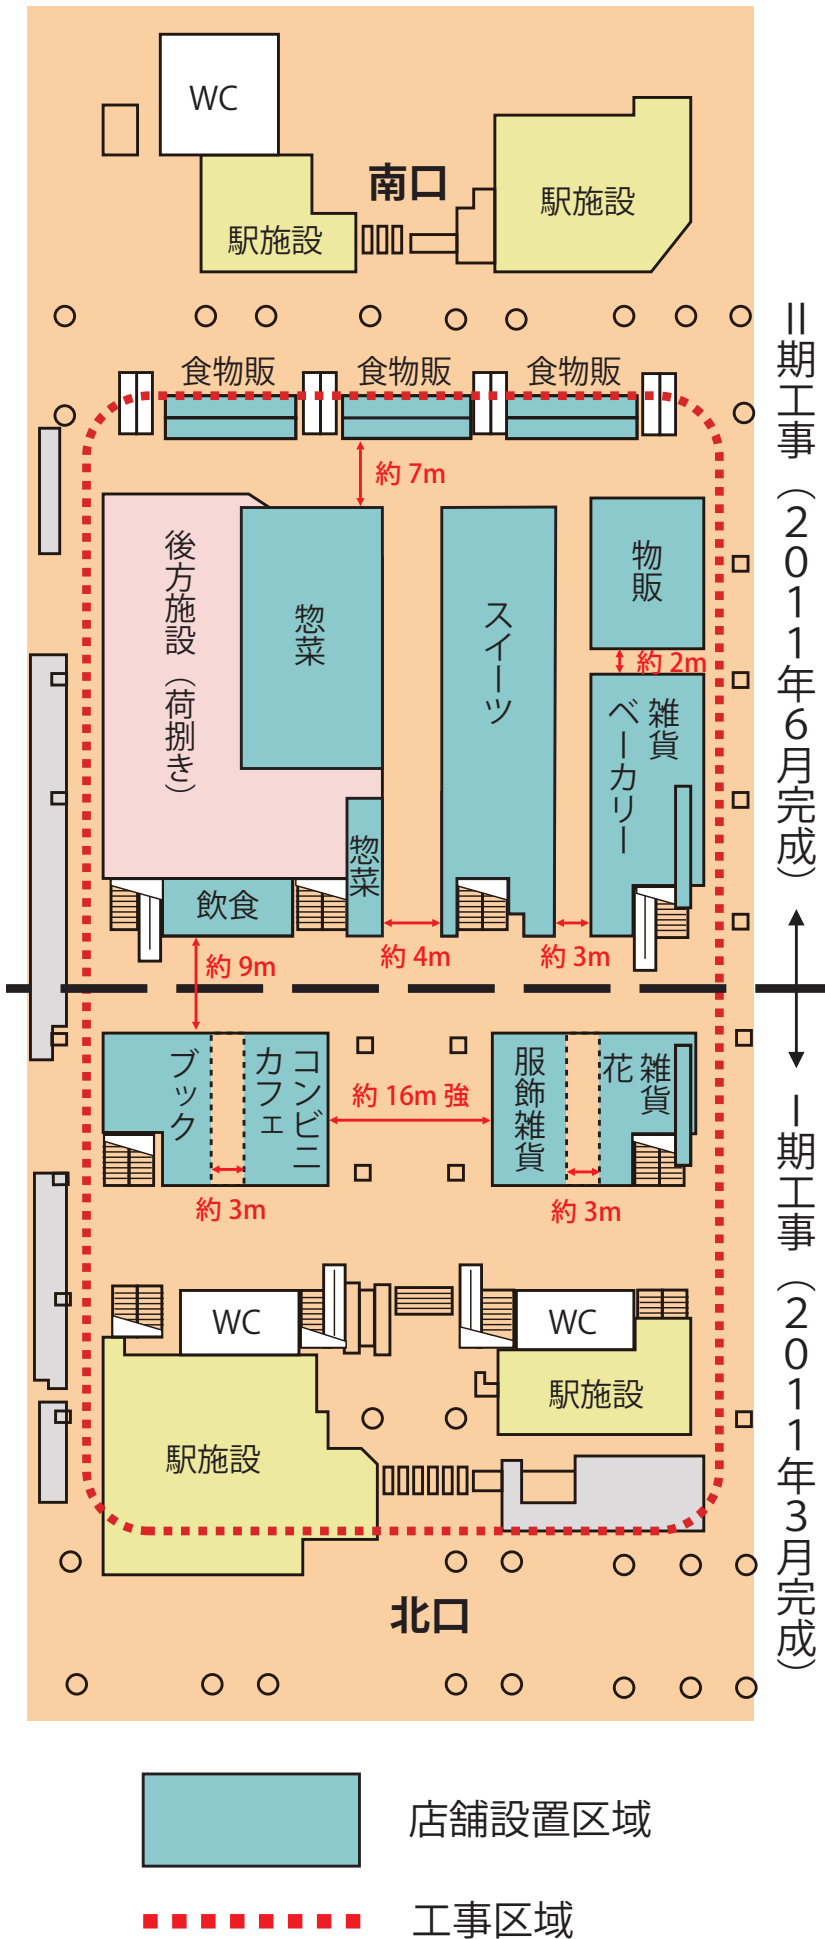 WC
南口
駅施設
駅施設
食物販
食物販
食物販
約 7m
後方施設（荷捌き）
惣菜
スイーツ
物販
約 2m
雑貨
ベーカリー
惣菜
飲食
約 9m
約 4m
約 3m
II期工事（2011年6月完成）
ブック
コンビニ
カフェ
約 16m 強
服飾雑貨
雑貨
花
約 3m
約 3m
I期工事（2011年3月完成）
WC
WC
駅施設
駅施設
北口
店舗設置区域
工事区域